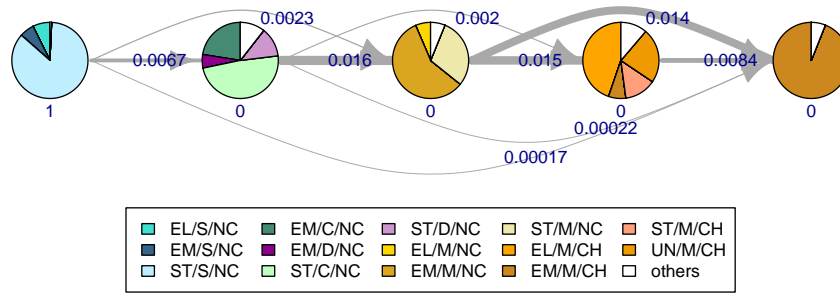 0.0023 0.002 0.014
0.0067 0.016 0.015 0.0084
1 0 0 0 0
0.00022
0.00017
EL/S/NC EM/C/NC ST/D/NC ST/M/NC ST/M/CH
EM/S/NC EM/D/NC EL/M/NC EL/M/CH UN/M/CH
ST/S/NC ST/C/NC EM/M/NC EM/M/CH others